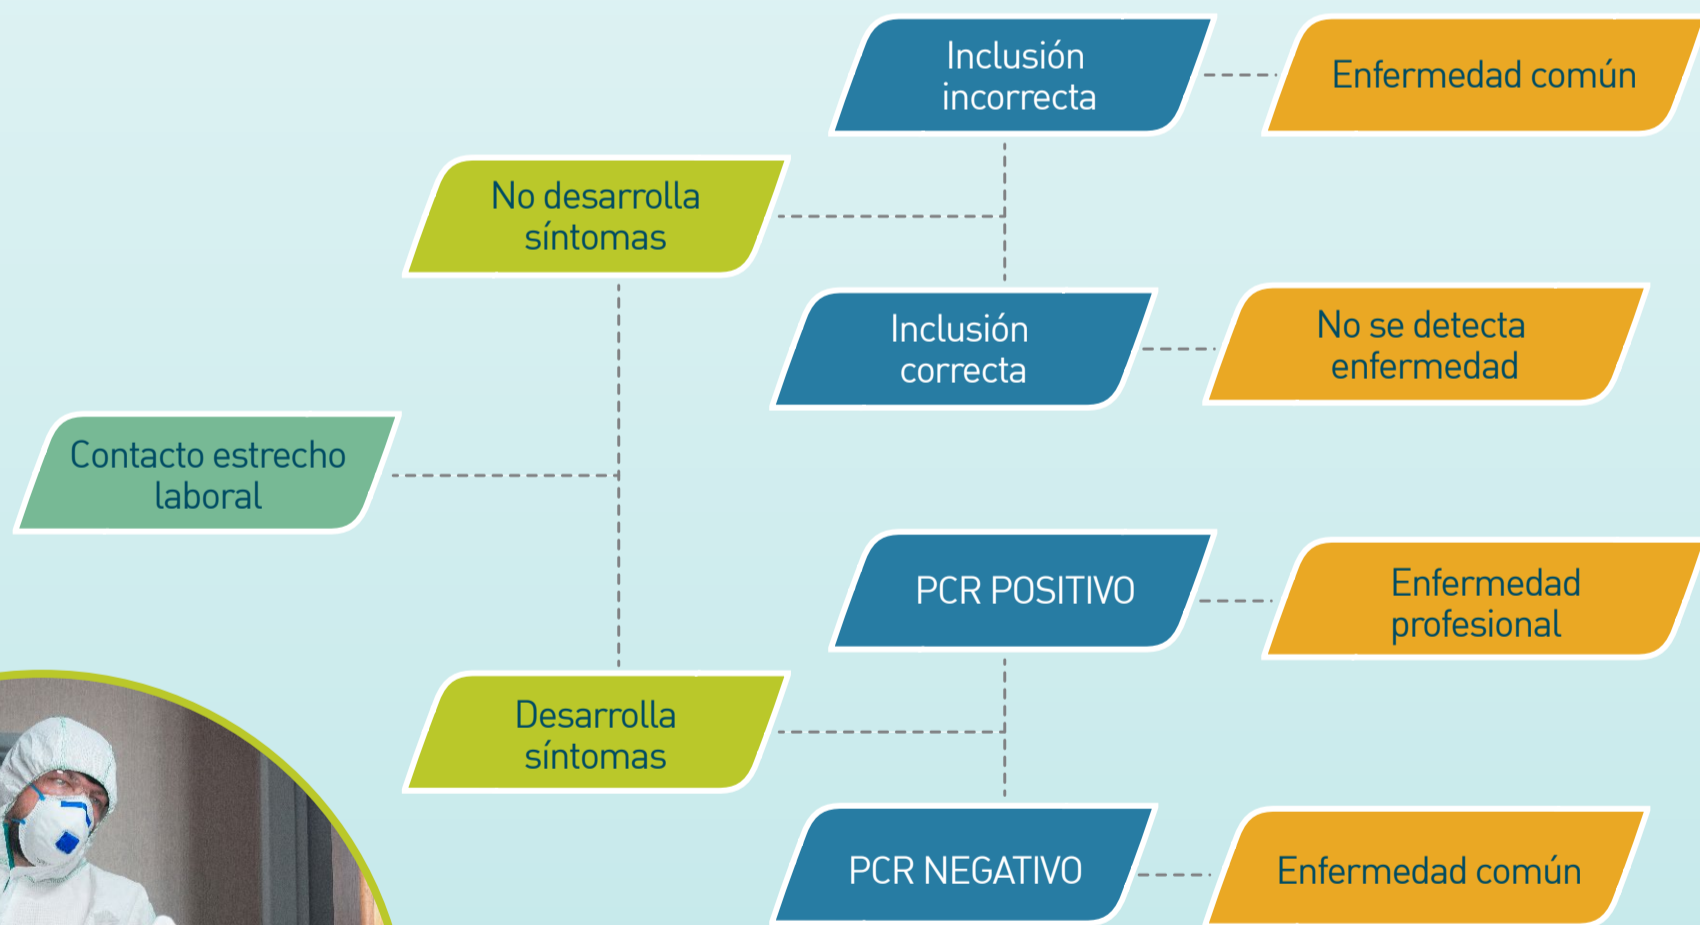 Inclusión
incorrecta
Enfermedad común
No desarrolla
síntomas
Inclusión
correcta
No se detecta
enfermedad
Contacto estrecho
laboral
PCR POSITIVO
Enfermedad
profesional
Desarrolla
síntomas
PCR NEGATIVO
Enfermedad común